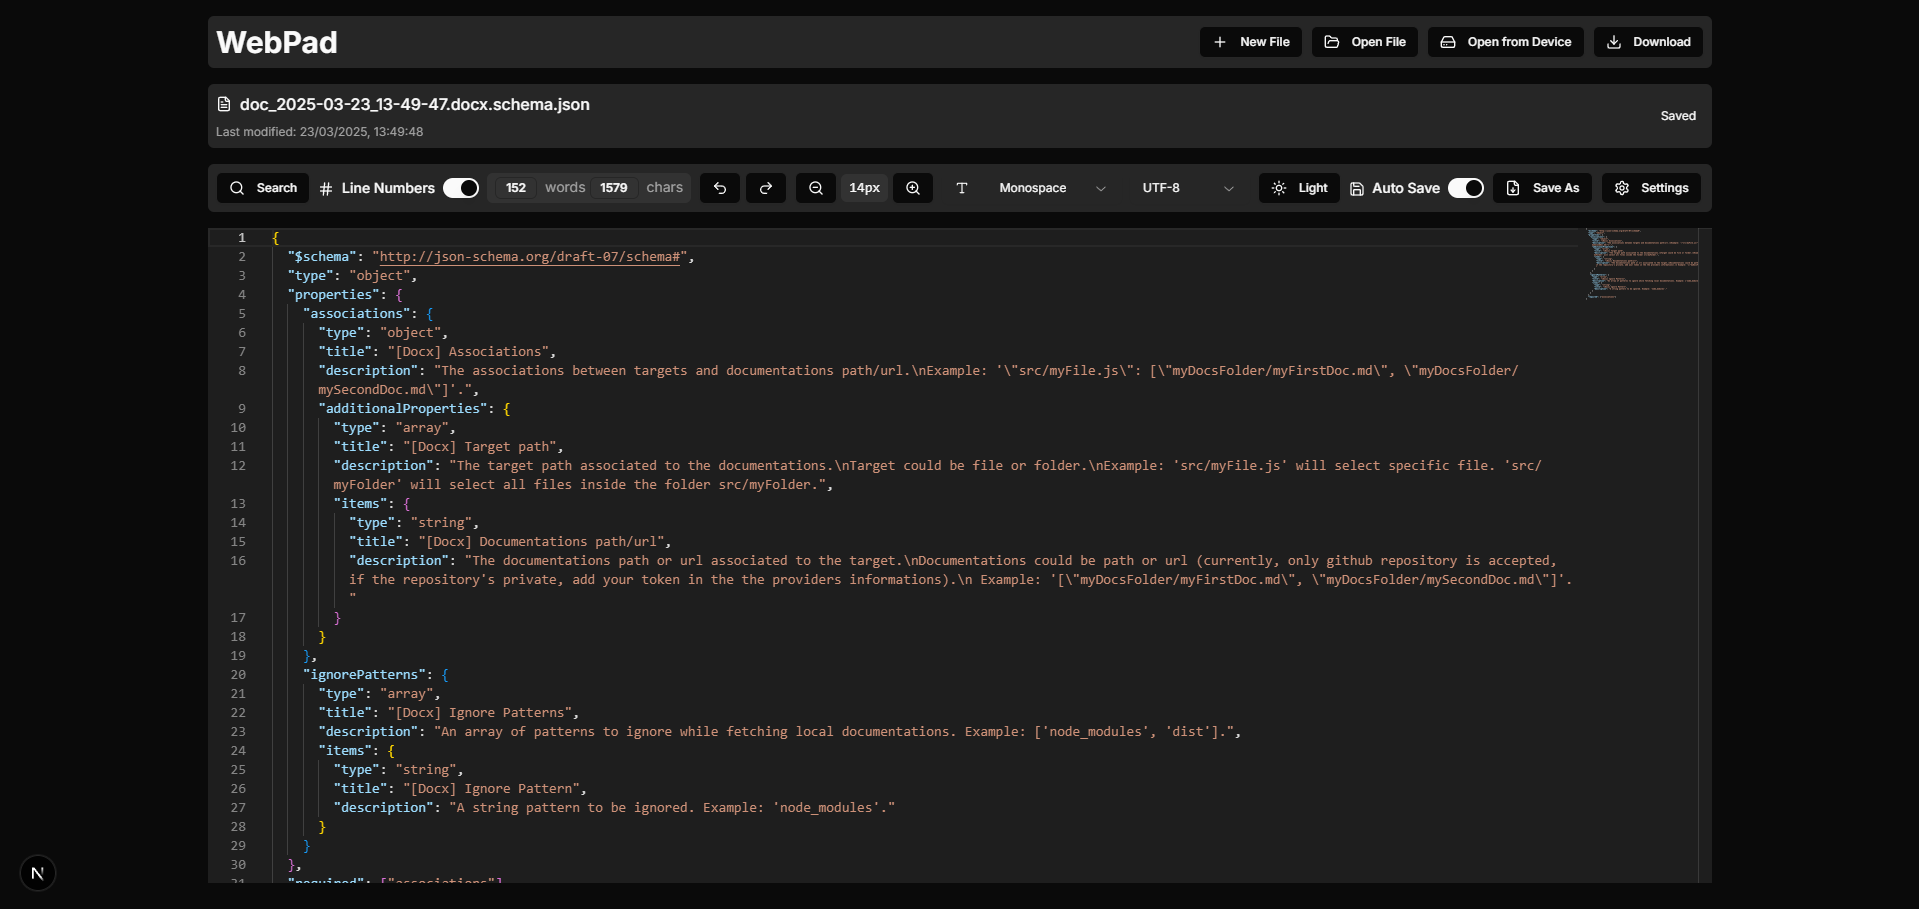 WebPad
New File
Open File
Open from Device
Download
doc_2025-03-23_13-49-47.docx.schema.json
Last modified: 23/03/2025, 13:49:48
Saved
Search
# Line Numbers
152 words 1579 chars
14px
T Monospace
UTF-8
Light
Auto Save
Save As
Settings
1 {
2 "$schema": "http://json-schema.org/draft-07/schema#",
3 "type": "object",
4 "properties": {
5 "associations": {
6 "type": "object",
7 "title": "[Docx] Associations",
8 "description": "The associations between targets and documentations path/url.\nExample: '\"src/myFile.js\": [\"myDocsFolder/myFirstDoc.md\", \"myDocsFolder/
mySecondDoc.md\"]'.",
9 "additionalProperties": {
10 "type": "array",
11 "title": "[Docx] Target path",
12 "description": "The target path associated to the documentations.\nTarget could be file or folder.\nExample: 'src/myFile.js' will select specific file. 'src/
myFolder' will select all files inside the folder src/myFolder.",
13 "items": {
14 "type": "string",
15 "title": "[Docx] Documentations path/url",
16 "description": "The documentations path or url associated to the target.\nDocumentations could be path or url (currently, only github repository is accepted,
if the repository's private, add your token in the the providers informations).\n Example: '[\"myDocsFolder/myFirstDoc.md\", \"myDocsFolder/mySecondDoc.md\"]'.
"
17 }
18 }
19 },
20 "ignorePatterns": {
21 "type": "array",
22 "title": "[Docx] Ignore Patterns",
23 "description": "An array of patterns to ignore while fetching local documentations. Example: ['node_modules', 'dist'].",
24 "items": {
25 "type": "string",
26 "title": "[Docx] Ignore Pattern",
27 "description": "A string pattern to be ignored. Example: 'node_modules'."
28 }
29 }
30 },
31 "required": ["associations"]
N